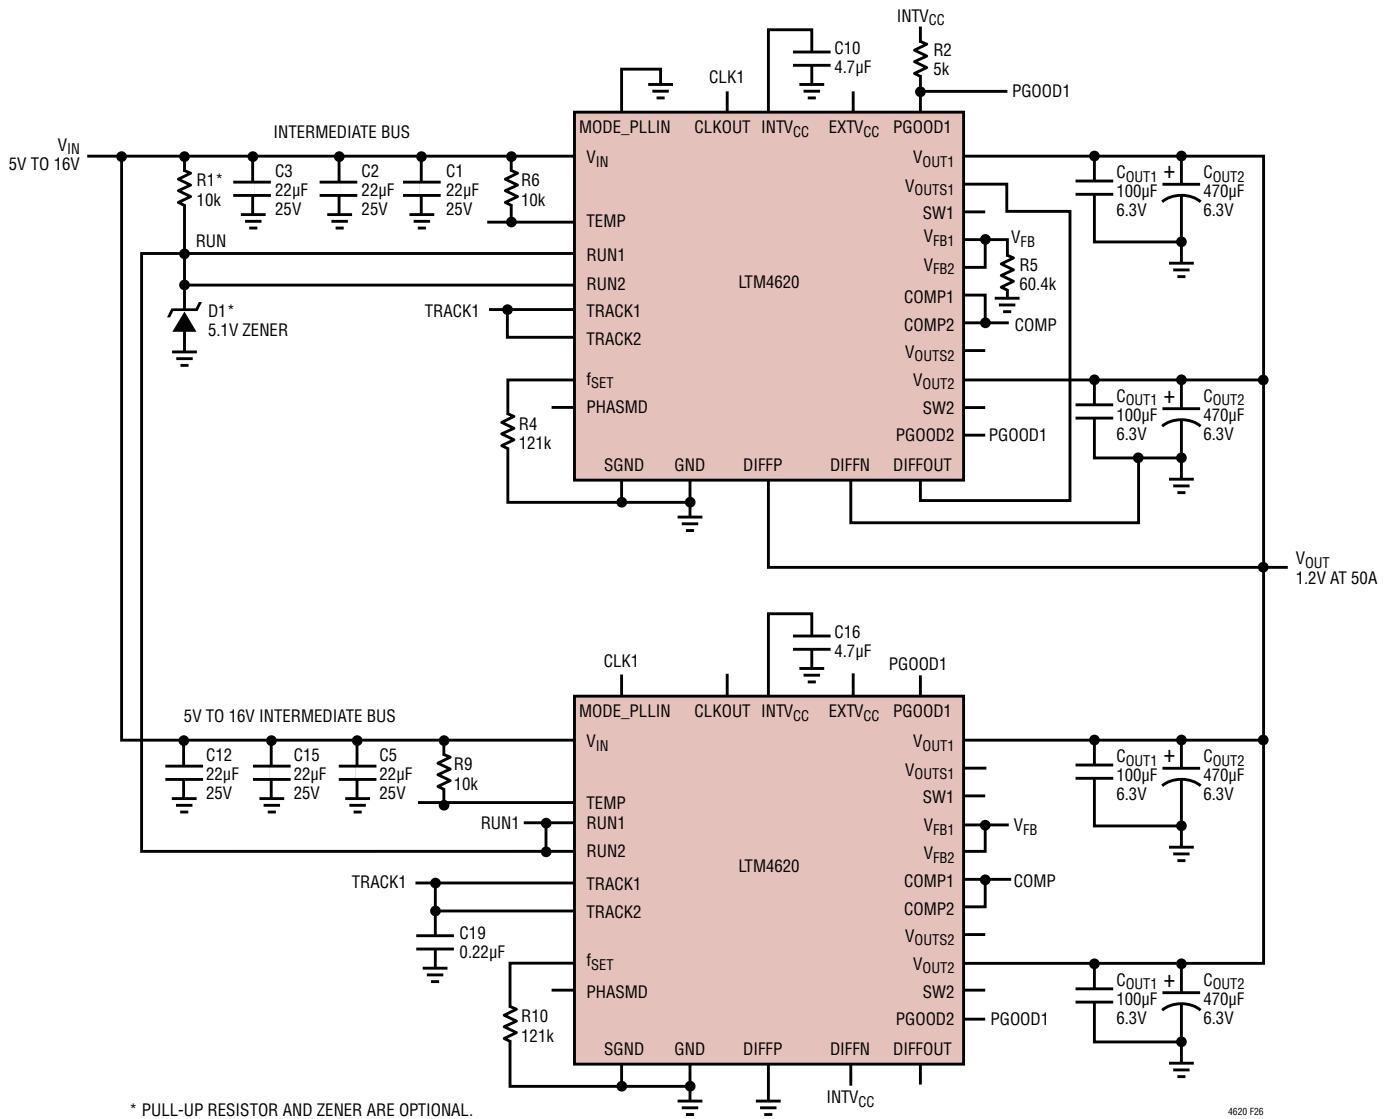 INTVCC
R2
5k
PGOOD1
C10
4.7µF
CLK1
MODE_PLLIN
CLKOUT
INTVCC
EXTVCC
PGOOD1
INTERMEDIATE BUS
VIN
5V TO 16V
R1*
10k
C3
22µF
25V
C2
22µF
25V
C1
22µF
25V
R6
10k
VIN
TEMP
RUN
RUN1
RUN2
D1*
5.1V ZENER
TRACK1
TRACK1
TRACK2
fSET
PHASMD
R4
121k
SGND
GND
DIFFP
DIFFN
DIFFOUT
LTM4620
VOUT1
VOUTS1
SW1
VFB1
VFB
VFB2
R5
60.4k
COMP1
COMP2
COMP
VOUTS2
VOUT2
SW2
PGOOD2
PGOOD1
COUT1
100µF
6.3V
+
COUT2
470µF
6.3V
COUT1
100µF
6.3V
+
COUT2
470µF
6.3V
VOUT
1.2V AT 50A
C16
4.7µF
CLK1
PGOOD1
MODE_PLLIN
CLKOUT
INTVCC
EXTVCC
PGOOD1
5V TO 16V INTERMEDIATE BUS
C12
22µF
25V
C15
22µF
25V
C5
22µF
25V
R9
10k
VIN
TEMP
RUN1
RUN1
RUN2
TRACK1
TRACK1
TRACK2
C19
0.22µF
fSET
PHASMD
R10
121k
SGND
GND
DIFFP
DIFFN
DIFFOUT
INTVCC
LTM4620
VOUT1
VOUTS1
SW1
VFB1
VFB
VFB2
COMP1
COMP
COMP2
VOUTS2
VOUT2
SW2
PGOOD2
PGOOD1
COUT1
100µF
6.3V
+
COUT2
470µF
6.3V
COUT1
100µF
6.3V
+
COUT2
470µF
6.3V
* PULL-UP RESISTOR AND ZENER ARE OPTIONAL.
4620 F26